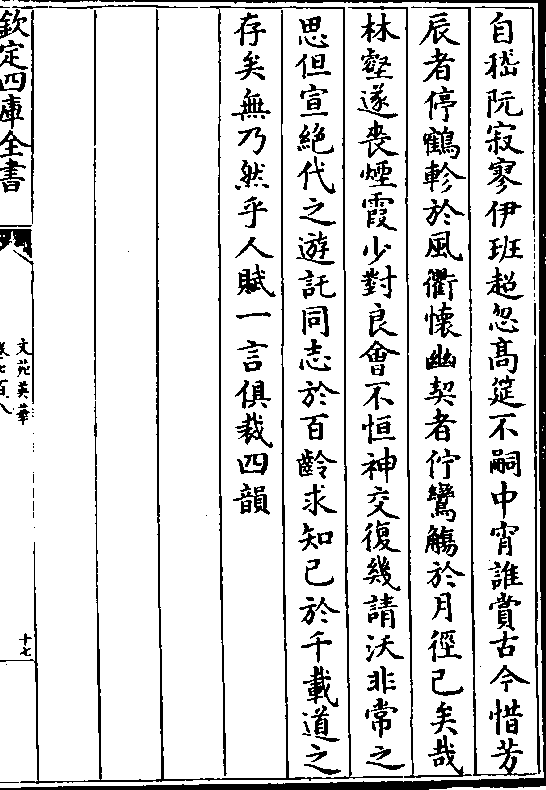 自嵇阮寂寥伊班超忽髙筵不嗣中宵誰賞古今惜芳
辰者停鶴軫於風衢懷幽契者佇鸞觴於月徑已矣哉
林壑遂喪煙霞少對良會不恒神交復幾請沃非常之
思但宣絶代之遊託同志於百齡求知已於千載道之
存矣無乃然乎人賦一言俱裁四韻
欽定四庫全書
文苑英華
卷七百八
十七